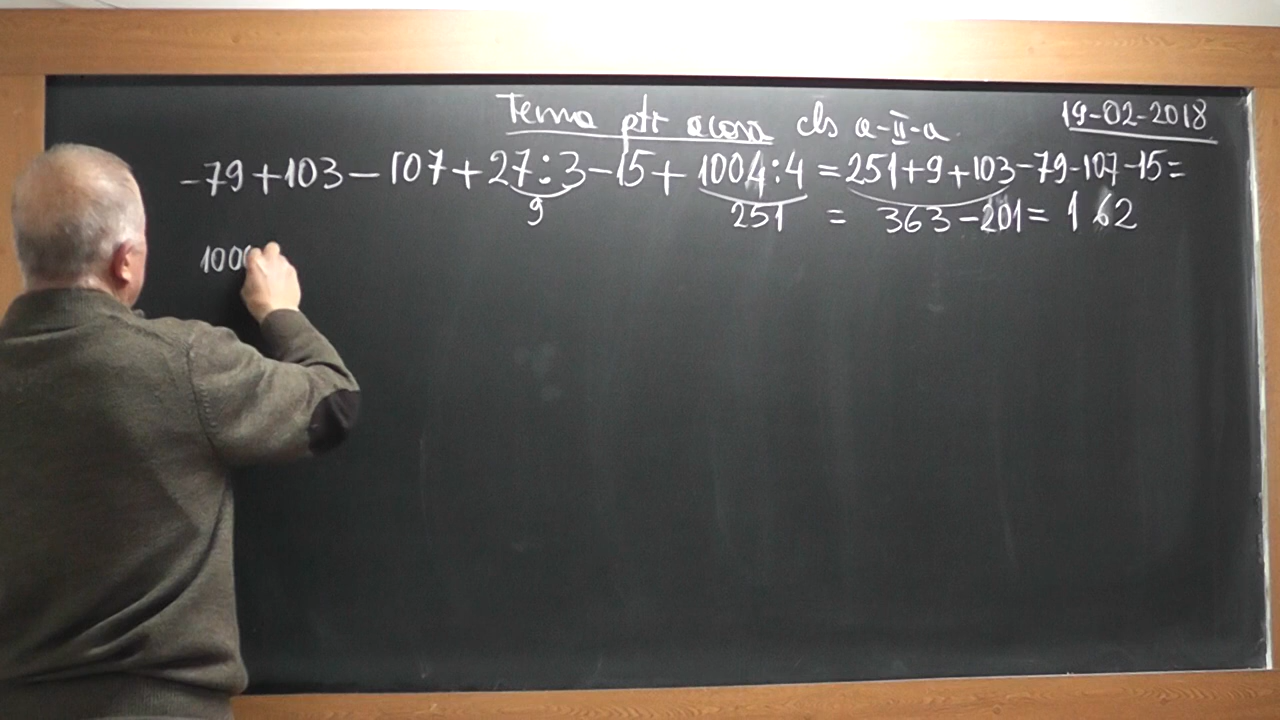 Tema ptr acasă cls a-II-a
19-02-2018
-79+103-107+27:3-15+1004:4=251+9+103-79-107-15=
9 251 = 363-201= 162
100